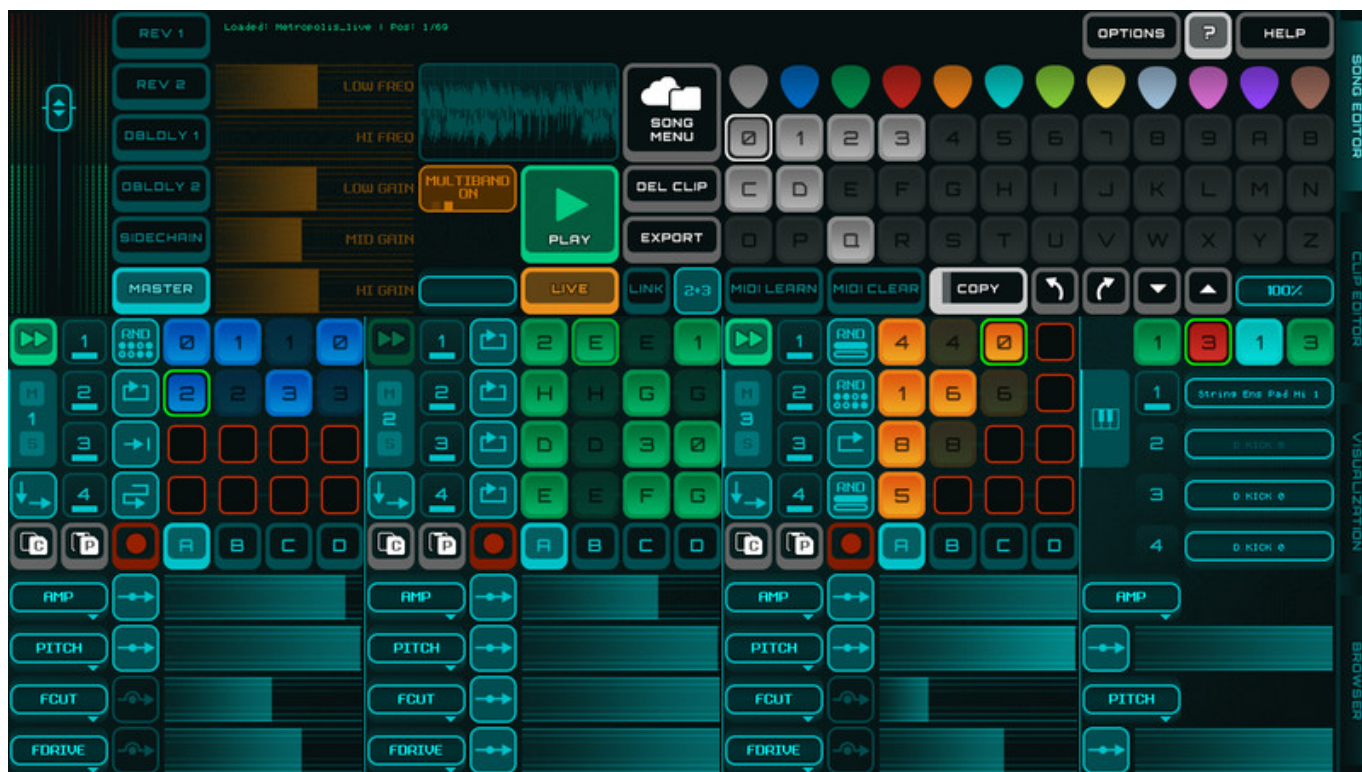 REV 1
Loaded: Metropolis_live | Pos: 1/69
OPTIONS ? HELP
REV 2
LOW FREQ
SONG MENU
DBLDLY 1
HI FREQ
0 1 2 3 4 5 6 7 8 9 A B
DBLDLY 2
LOW GAIN
MULTIBAND ON
DEL CLIP
C D E F G H I J K L M N
SIDECHAIN
MID GAIN
PLAY
EXPORT
O P Q R S T U V W X Y Z
MASTER
HI GAIN
LIVE
LINK
2+3
MIDI LEARN
MIDI CLEAR
COPY
100%
SONG EDITOR
CLIP EDITOR
VISUALIZATION
BROWSER
1 RND 0 1 1 0 1 2 E E 1 1 RND 4 4 0 1 3 1 3
M 1 S 2 2 2 3 3 M 2 S 2 H H G G M 3 S 2 RND 1 6 6 1 String Ens Pad Hi 1
3 3 D D 3 0 3 8 8 2 D KICK 0
4 4 E E F G 4 RND 5 3 D KICK 0
C P A B C D C P A B C D C P A B C D 4 D KICK 0
AMP AMP AMP AMP
PITCH PITCH PITCH
FCUT FCUT FCUT PITCH
FDRIVE FDRIVE FDRIVE